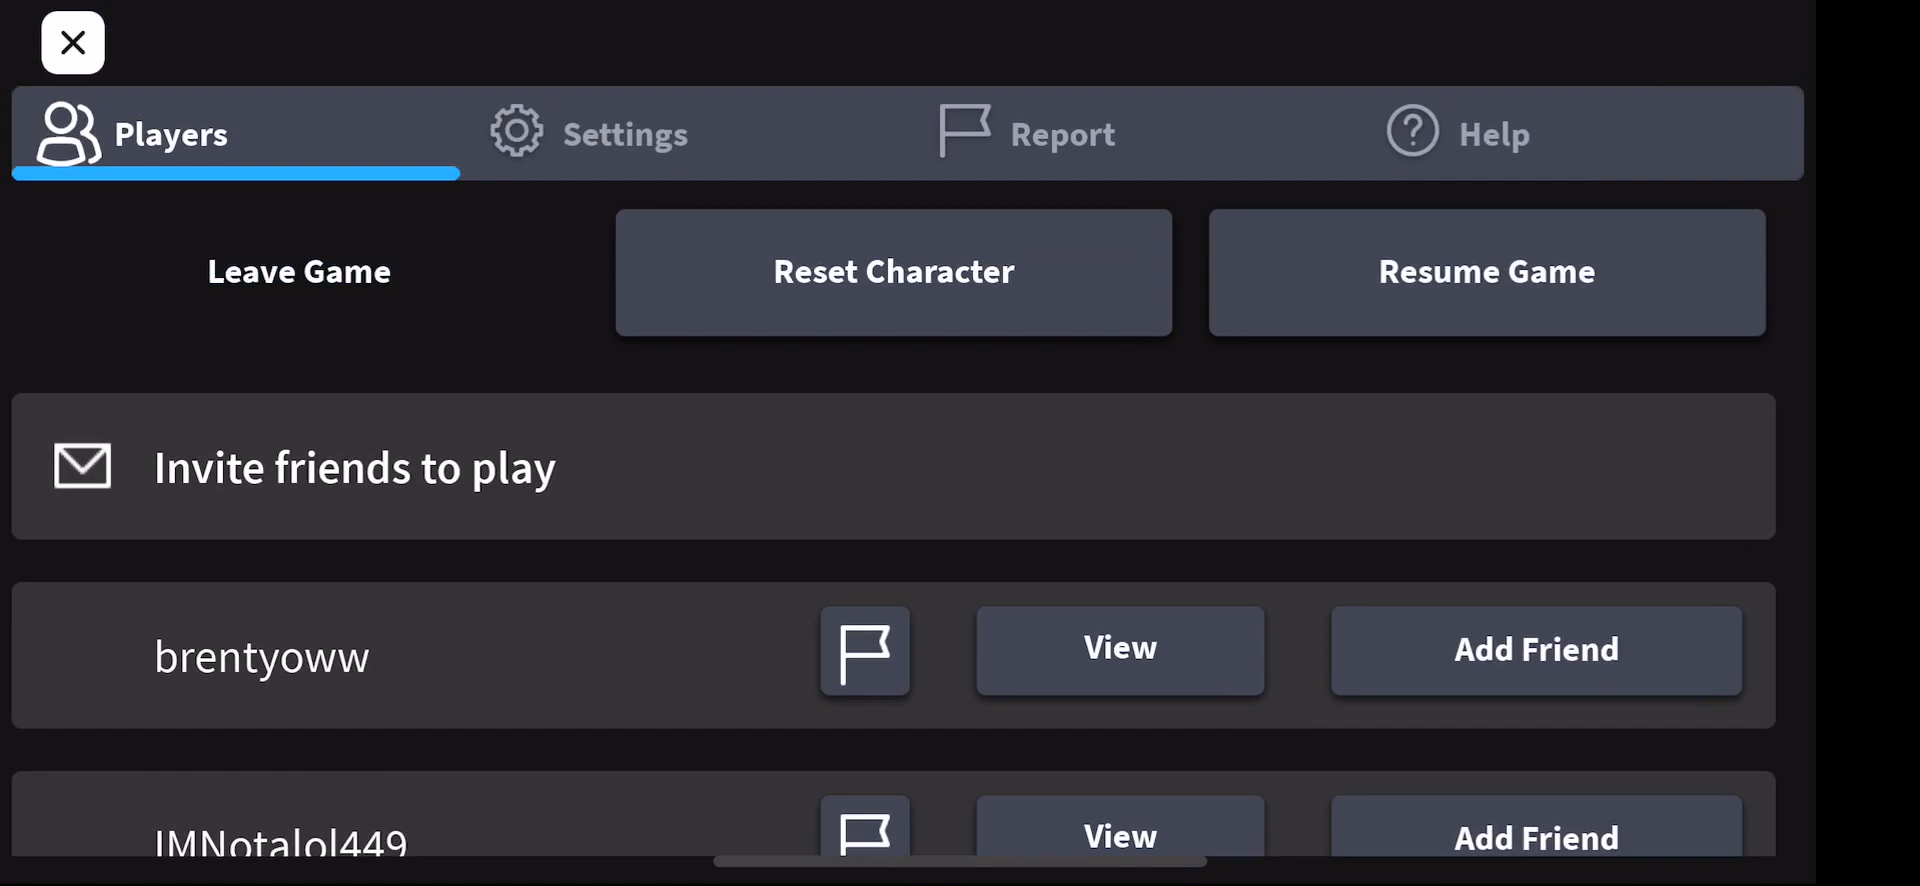 Players
Settings
Report
Help
Leave Game
Reset Character
Resume Game
Invite friends to play
brentyoww
View
Add Friend
IMNotalol449
View
Add Friend